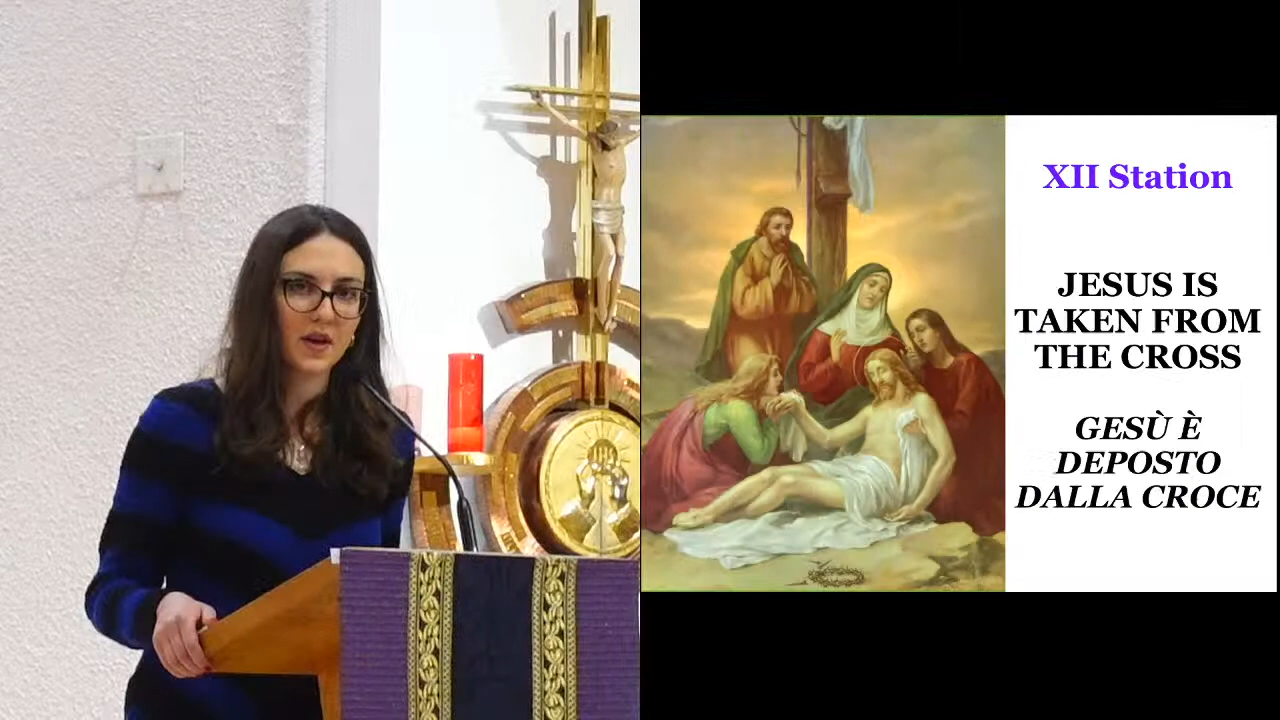 XII Station
JESUS IS
TAKEN FROM
THE CROSS
GESÙ È
DEPOSTO
DALLA CROCE